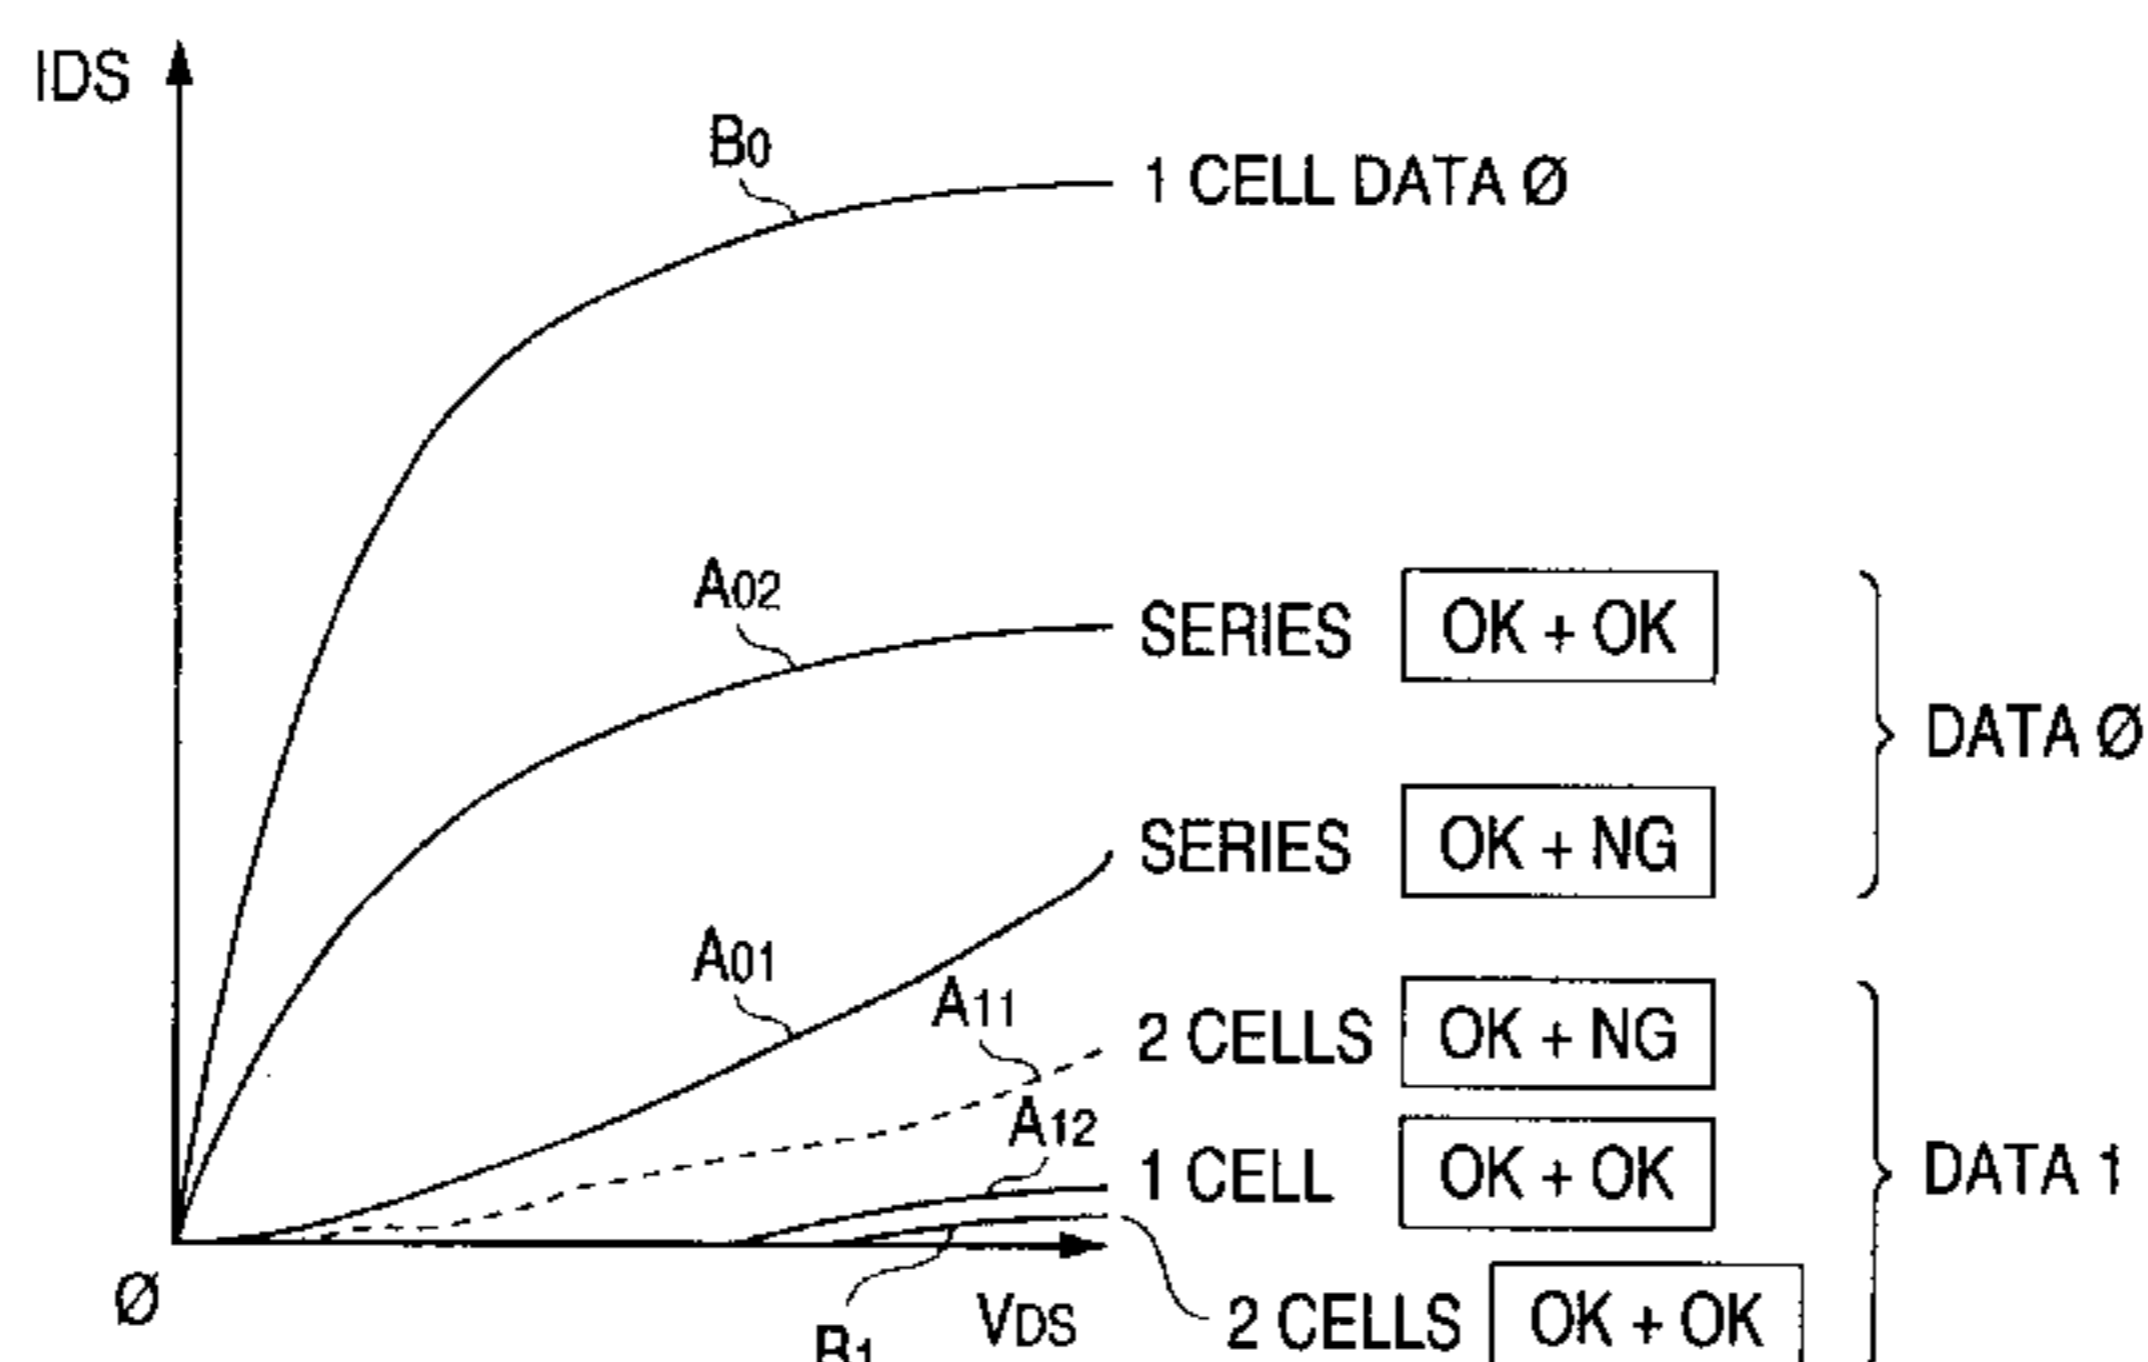 IDS
B0
1 CELL DATA Ø
A02
SERIES OK + OK
DATA Ø
SERIES OK + NG
A01
A11
2 CELLS OK + NG
A12
1 CELL OK + OK
DATA 1
Ø
VDS
2 CELLS OK + OK
B1